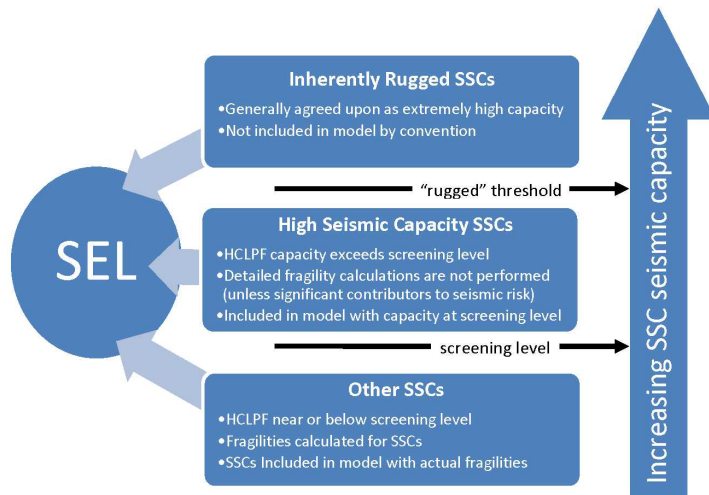 Inherently Rugged SSCs
•Generally agreed upon as extremely high capacity
•Not included in model by convention
“rugged” threshold
SEL
High Seismic Capacity SSCs
•HCLPF capacity exceeds screening level
•Detailed fragility calculations are not performed
(unless significant contributors to seismic risk)
•Included in model with capacity at screening level
screening level
Other SSCs
•HCLPF near or below screening level
•Fragilities calculated for SSCs
•SSCs Included in model with actual fragilities
Increasing SSC seismic capacity